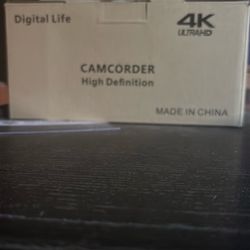 Digital Life
4K
ULTRAHD
CAMCORDER
High Definition
MADE IN CHINA